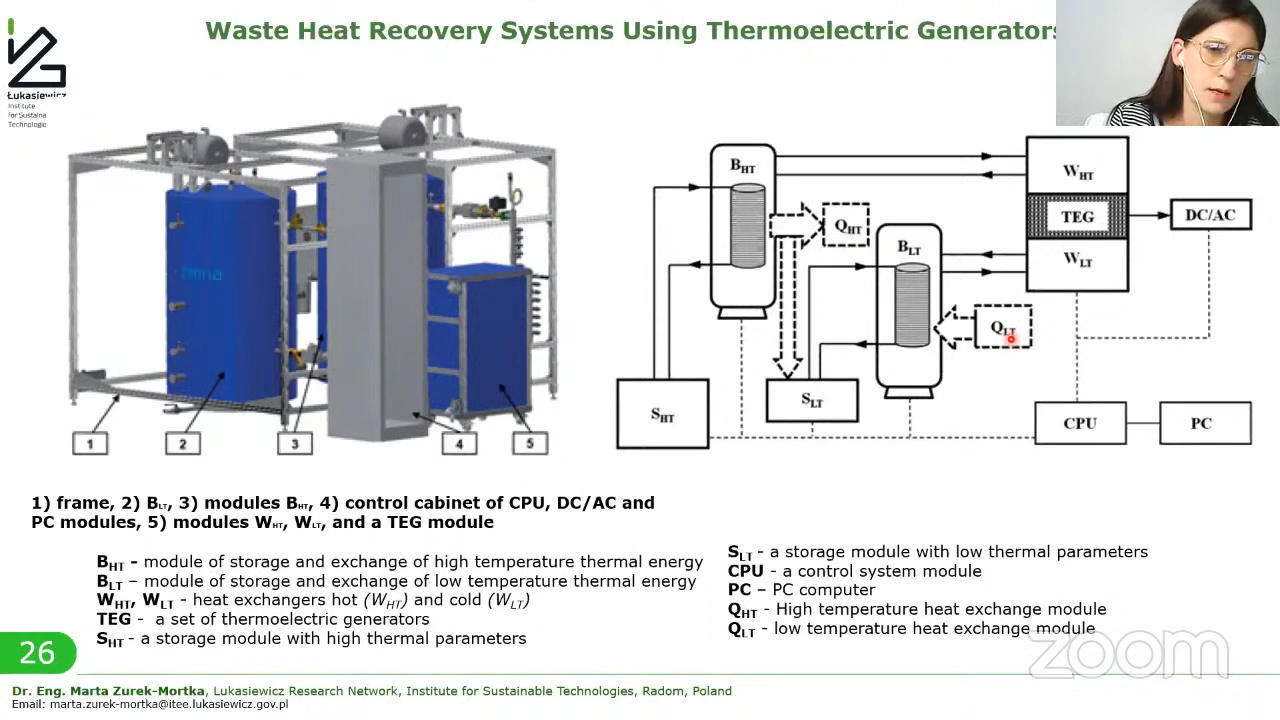 Waste Heat Recovery Systems Using Thermoelectric Generators
Łukasiewicz
Institute
for Sustaina
Technologie
zimna
1
2
3
4
5
B_HT
Q_HT
B_LT
Q_LT
W_HT
TEG
W_LT
DC/AC
S_HT
S_LT
CPU
PC
1) frame, 2) B_LT, 3) modules B_HT, 4) control cabinet of CPU, DC/AC and
PC modules, 5) modules W_HT, W_LT, and a TEG module
B_HT - module of storage and exchange of high temperature thermal energy
B_LT – module of storage and exchange of low temperature thermal energy
W_HT, W_LT - heat exchangers hot (W_HT) and cold (W_LT)
TEG - a set of thermoelectric generators
S_HT - a storage module with high thermal parameters
S_LT - a storage module with low thermal parameters
CPU - a control system module
PC – PC computer
Q_HT - High temperature heat exchange module
Q_LT - low temperature heat exchange module
26
zoom
Dr. Eng. Marta Zurek-Mortka, Lukasiewicz Research Network, Institute for Sustainable Technologies, Radom, Poland
Email: marta.zurek-mortka@itee.lukasiewicz.gov.pl